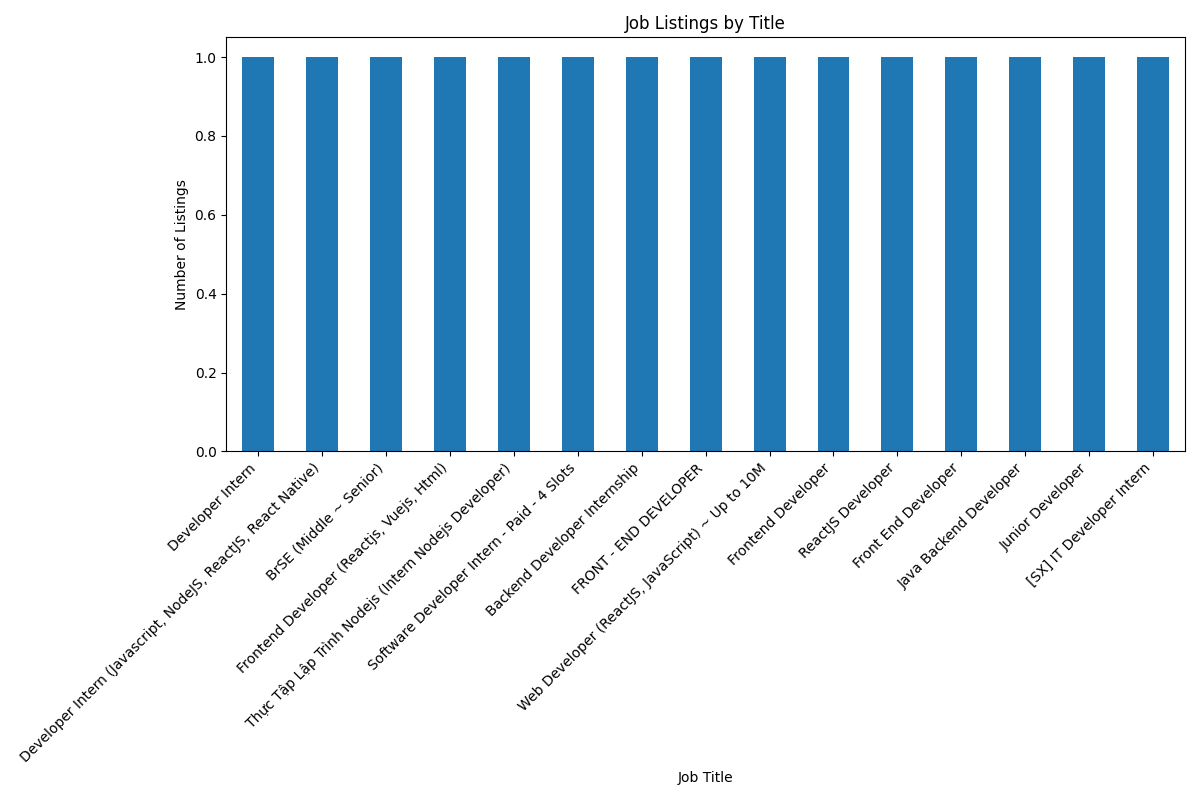 Job Listings by Title
Number of Listings
1.0
0.8
0.6
0.4
0.2
0.0
Developer Intern
Developer Intern (Javascript, NodeJS, ReactJS, React Native)
BrSE (Middle ~ Senior)
Frontend Developer (Reactjs, Vuejs, Html)
Thực Tập Lập Trình Nodejs (Intern Nodejs Developer)
Software Developer Intern - Paid - 4 Slots
Backend Developer Internship
FRONT - END DEVELOPER
Web Developer (ReactJS, JavaScript) ~ Up to 10M
Frontend Developer
ReactJS Developer
Front End Developer
Java Backend Developer
Junior Developer
[SX] IT Developer Intern
Job Title